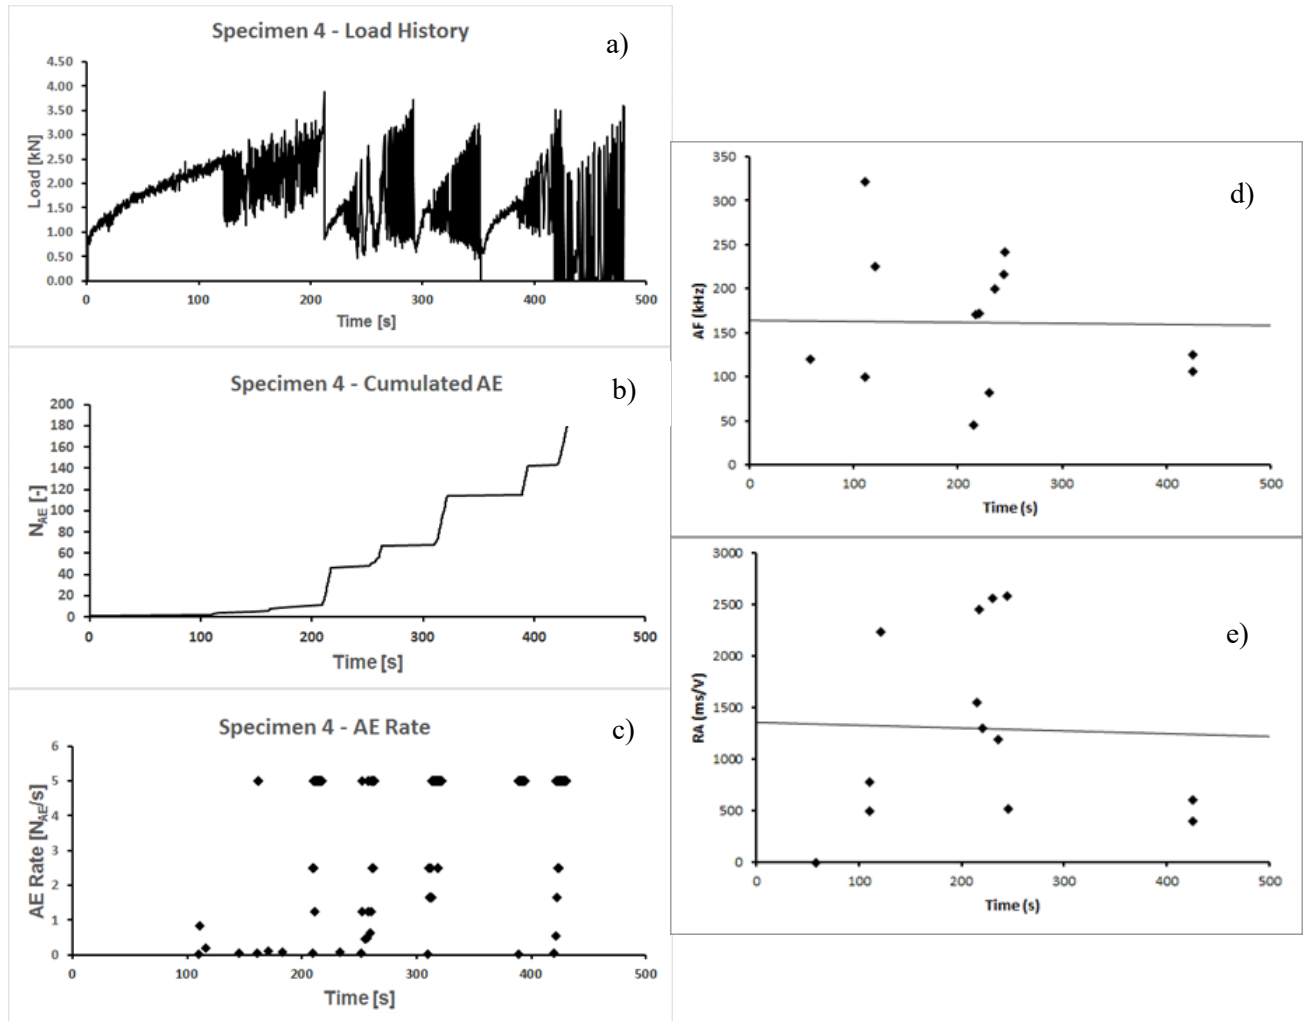 Specimen 4 - Load History
a)
4.50
4.00
3.50
3.00
2.50
2.00
1.50
1.00
0.50
0.00
Load [kN]
0 100 200 300 400 500 600
Time [s]
Specimen 4 - Cumulated AE
b)
200
180
160
140
120
100
80
60
40
20
0
NAE [-]
0 100 200 300 400 500
Time [s]
Specimen 4 - AE Rate
c)
6
5
4
3
2
1
0
AE Rate [NAE/s]
0 100 200 300 400 500
Time [s]
d)
350
300
250
200
150
100
50
0
AF (kHz)
0 100 200 300 400 500
Time (s)
e)
3000
2500
2000
1500
1000
500
0
RA (ms/V)
0 100 200 300 400 500
Time (s)